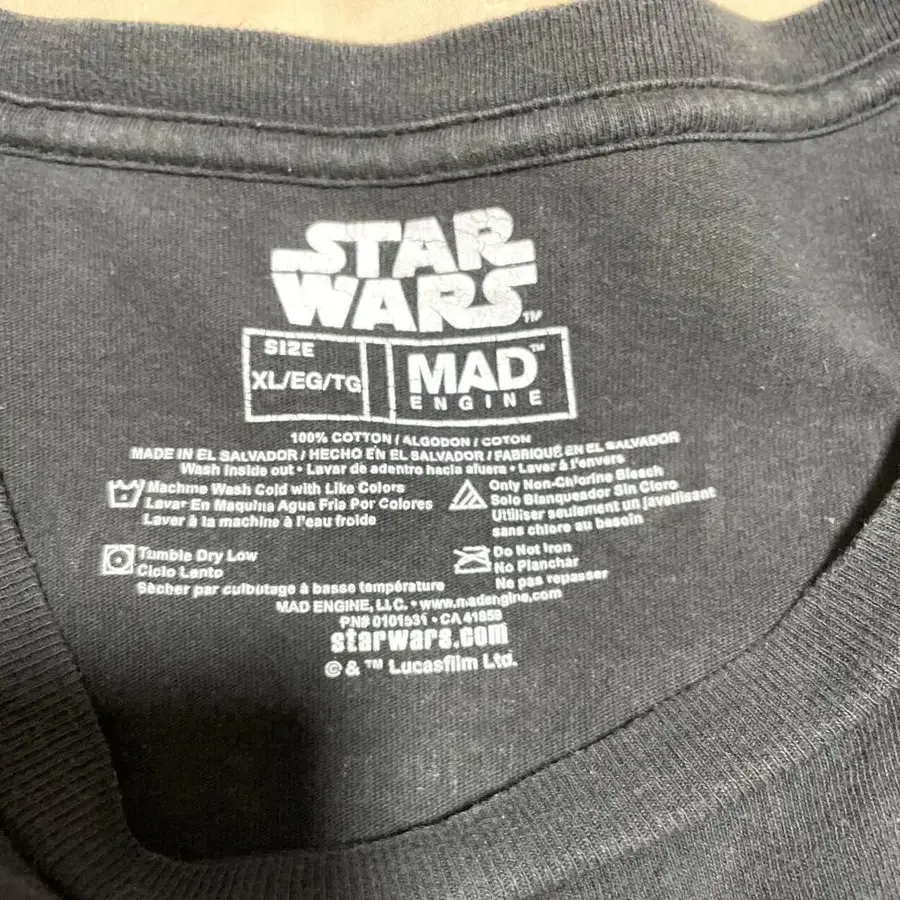 STAR
WARS™
SIZE
XL/EG/TG
MAD™
ENGINE
100% COTTON / ALGODON / COTON
MADE IN EL SALVADOR / HECHO EN EL SALVADOR / FABRIQUÉ EN EL SALVADOR
Wash Inside out • Lavar de adentro hacia afuera • Laver à l'envers
Machine Wash Cold with Like Colors
Lavar En Maquina Agua Fria Por Colores
Laver à la machine à l'eau froide
Only Non-Chlorine Bleach
Solo Blanqueador Sin Cloro
Utiliser seulement un javellisant
sans chlore au besoin
Tumble Dry Low
Ciclo Lento
Sècher par culbutage à basse température
Do Not Iron
No Planchar
Ne pas repasser
MAD ENGINE, LLC. • www.madengine.com
PN# 0101531 • CA 41859
starwars.com
© & ™ Lucasfilm Ltd.